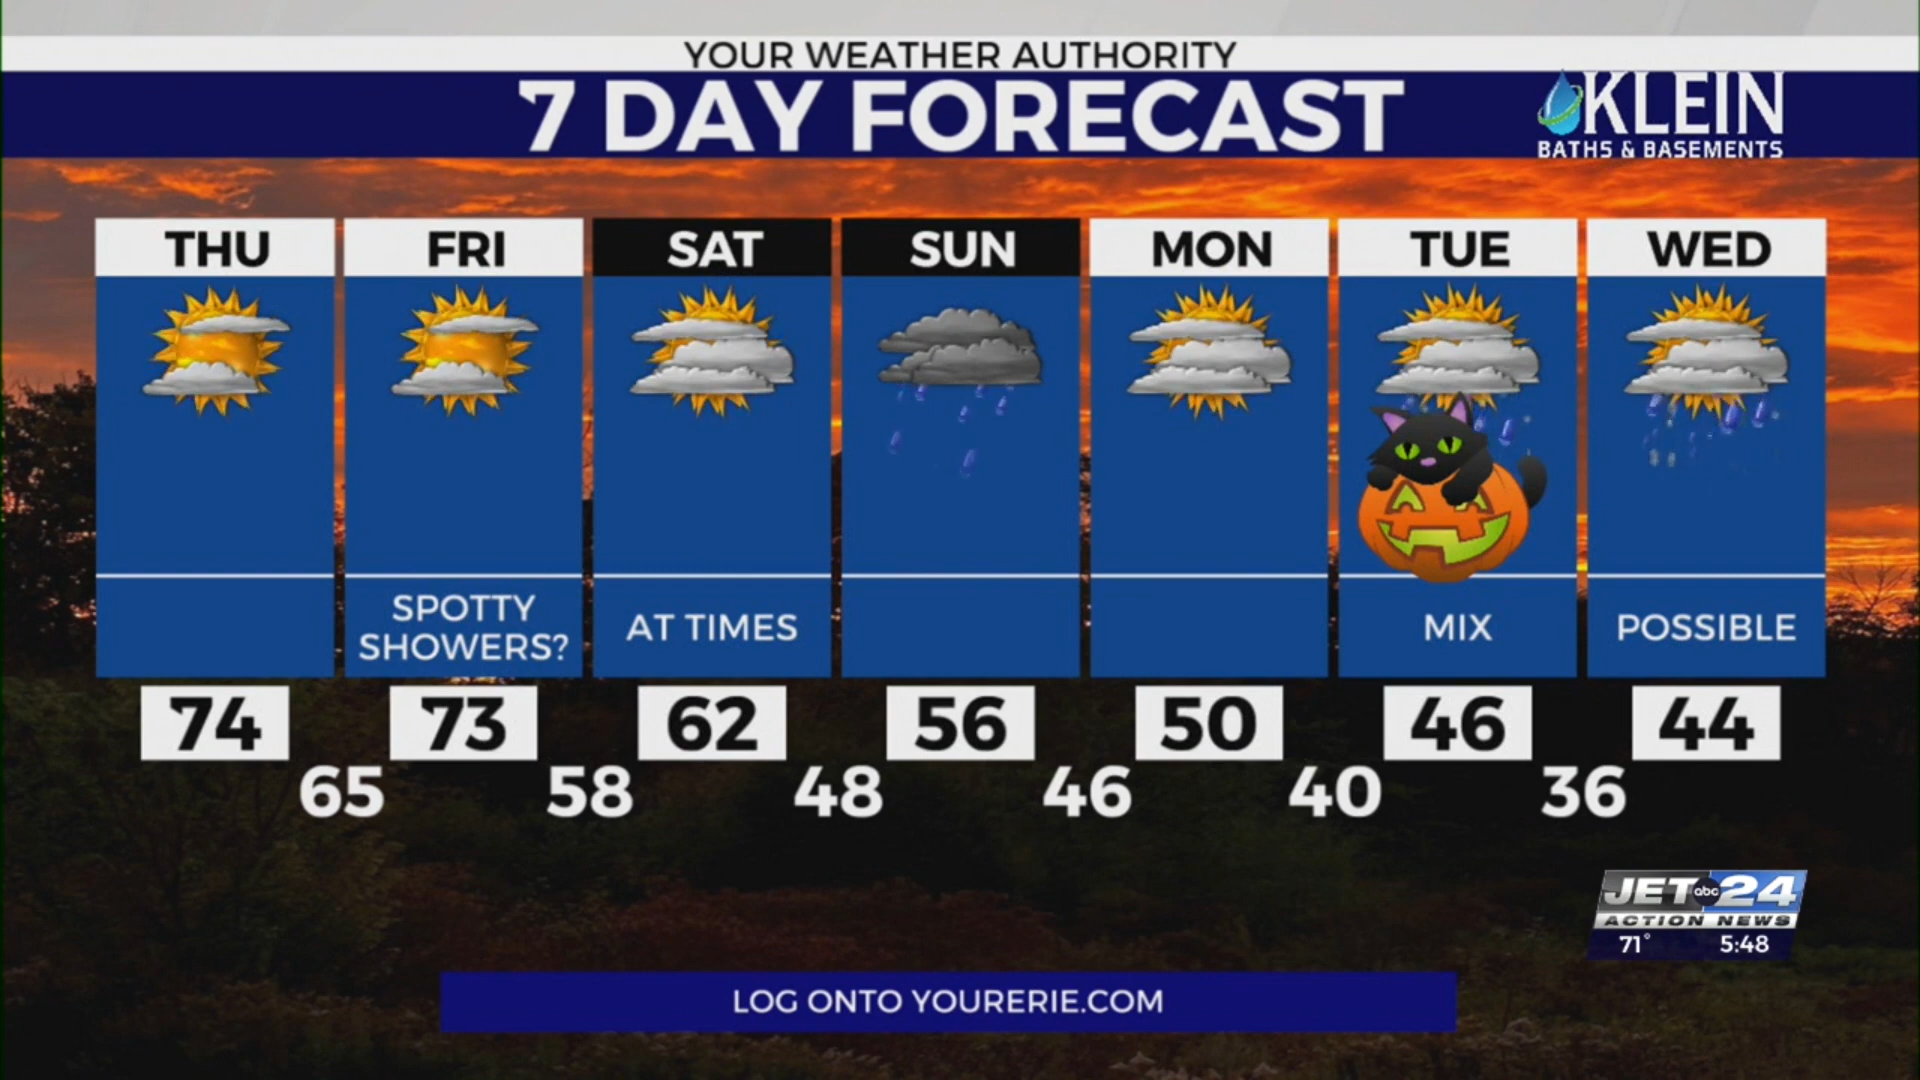 YOUR WEATHER AUTHORITY
7 DAY FORECAST
KLEIN
BATHS & BASEMENTS
THU
FRI
SAT
SUN
MON
TUE
WED
SPOTTY
SHOWERS?
AT TIMES
MIX
POSSIBLE
74
73
62
56
50
46
44
65
58
48
46
40
36
JET abc 24
ACTION NEWS
71° 5:48
LOG ONTO YOURERIE.COM